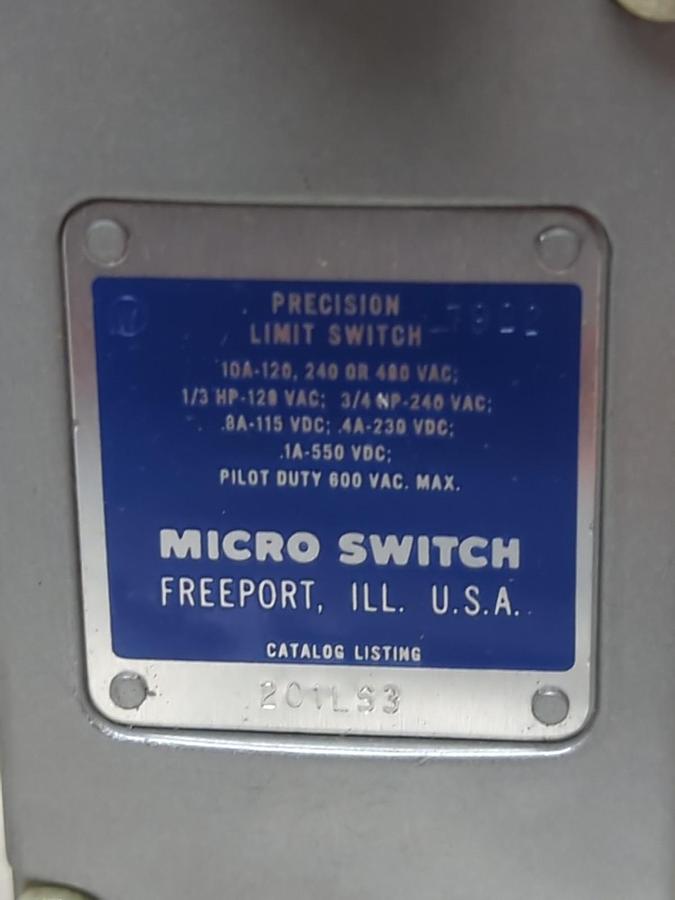 PRECISION
LIMIT SWITCH
10A-120, 240 OR 480 VAC;
1/3 HP-120 VAC; 3/4 HP-240 VAC;
.8A-115 VDC; .4A-230 VDC;
.1A-550 VDC;
PILOT DUTY 600 VAC. MAX.
MICRO SWITCH
FREEPORT, ILL. U.S.A.
CATALOG LISTING
201LS3